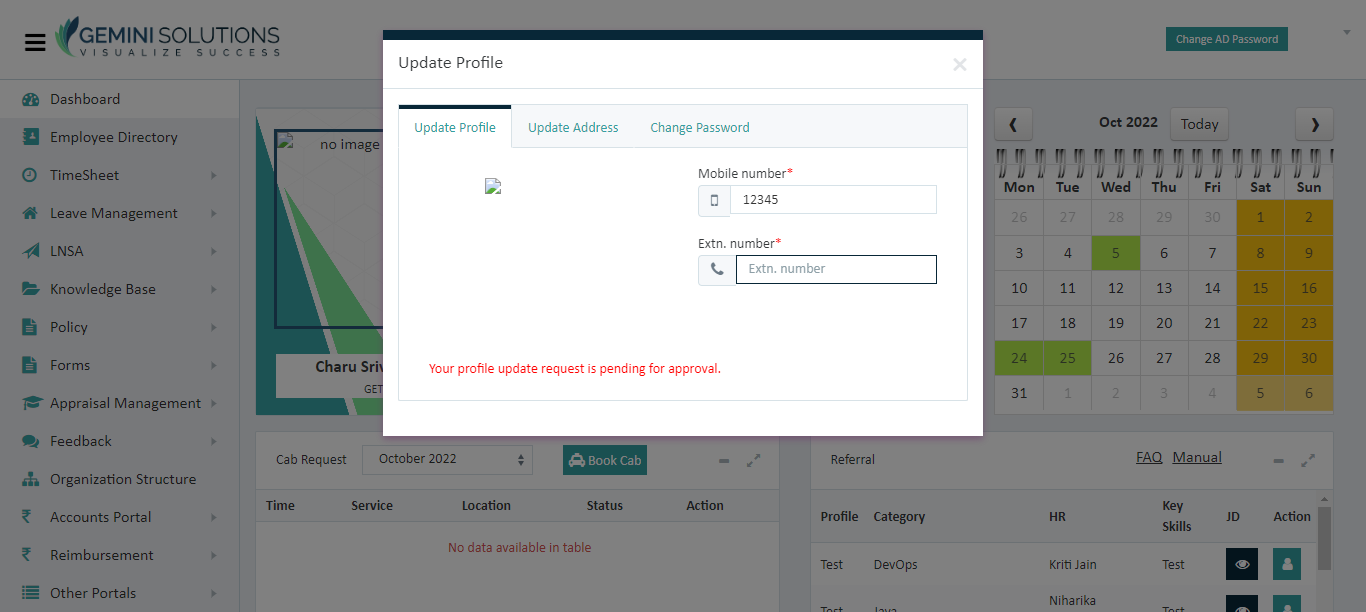 GEMINI SOLUTIONS
VISUALIZE SUCCESS
Change AD Password
Dashboard
Employee Directory
TimeSheet
Leave Management
LNSA
Knowledge Base
Policy
Forms
Appraisal Management
Feedback
Organization Structure
Accounts Portal
Reimbursement
Other Portals
no image
Charu Sriv
GET
Update Profile
×
Update Profile Update Address Change Password
Mobile number*
12345
Extn. number*
Extn. number
Your profile update request is pending for approval.
❮ Oct 2022 Today ❯
Mon Tue Wed Thu Fri Sat Sun
26 27 28 29 30 1 2
3 4 5 6 7 8 9
10 11 12 13 14 15 16
17 18 19 20 21 22 23
24 25 26 27 28 29 30
31 1 2 3 4 5 6
Cab Request October 2022 Book Cab
Time Service Location Status Action
No data available in table
Referral FAQ Manual
Profile Category HR Key Skills JD Action
Test DevOps Kriti Jain Test
Test Java Niharika Test